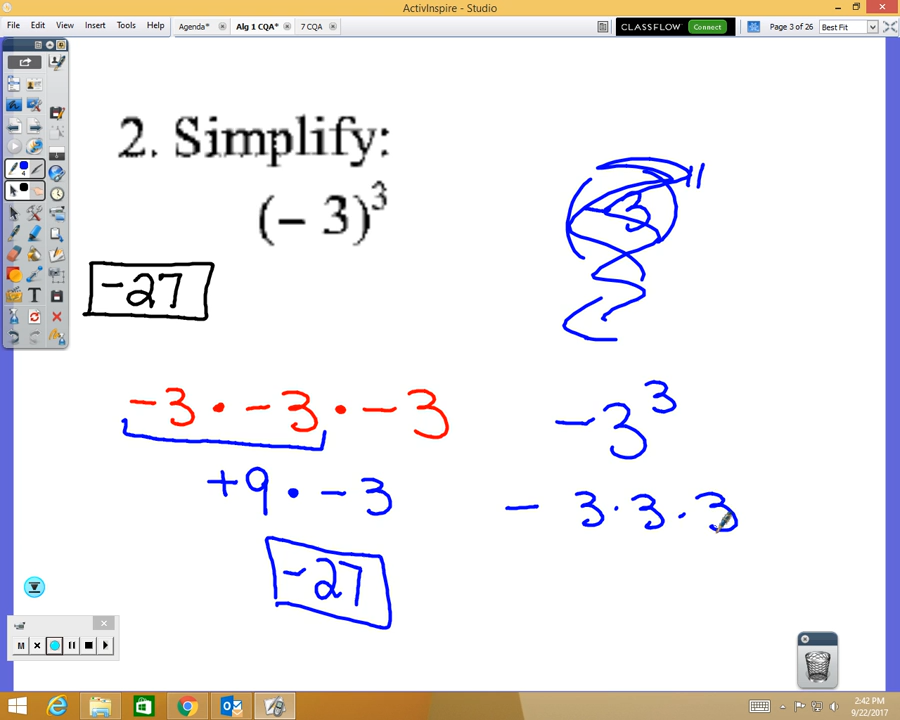 ActivInspire - Studio
File Edit View Insert Tools Help
Agenda* Alg 1 CQA* 7 CQA
CLASSFLOW Connect
Page 3 of 26 Best Fit
4
2. Simplify:
(– 3)³
-27
3
-3 · -3 · -3
+9 · -3
-27
-3³
- 3·3·3
M
2:42 PM
9/22/2017